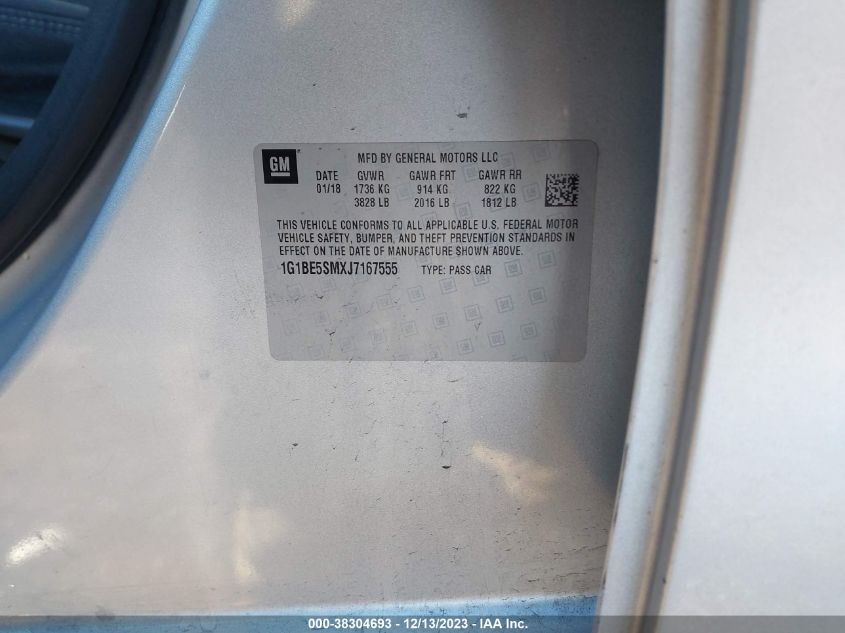 GM
MFD BY GENERAL MOTORS LLC
DATE GVWR GAWR FRT GAWR RR
01/18 1736 KG 914 KG 822 KG
3828 LB 2016 LB 1812 LB
THIS VEHICLE CONFORMS TO ALL APPLICABLE U.S. FEDERAL MOTOR
VEHICLE SAFETY, BUMPER, AND THEFT PREVENTION STANDARDS IN
EFFECT ON THE DATE OF MANUFACTURE SHOWN ABOVE.
1G1BE5SMXJ7167555 TYPE: PASS CAR
000-38304693 - 12/13/2023 - IAA Inc.